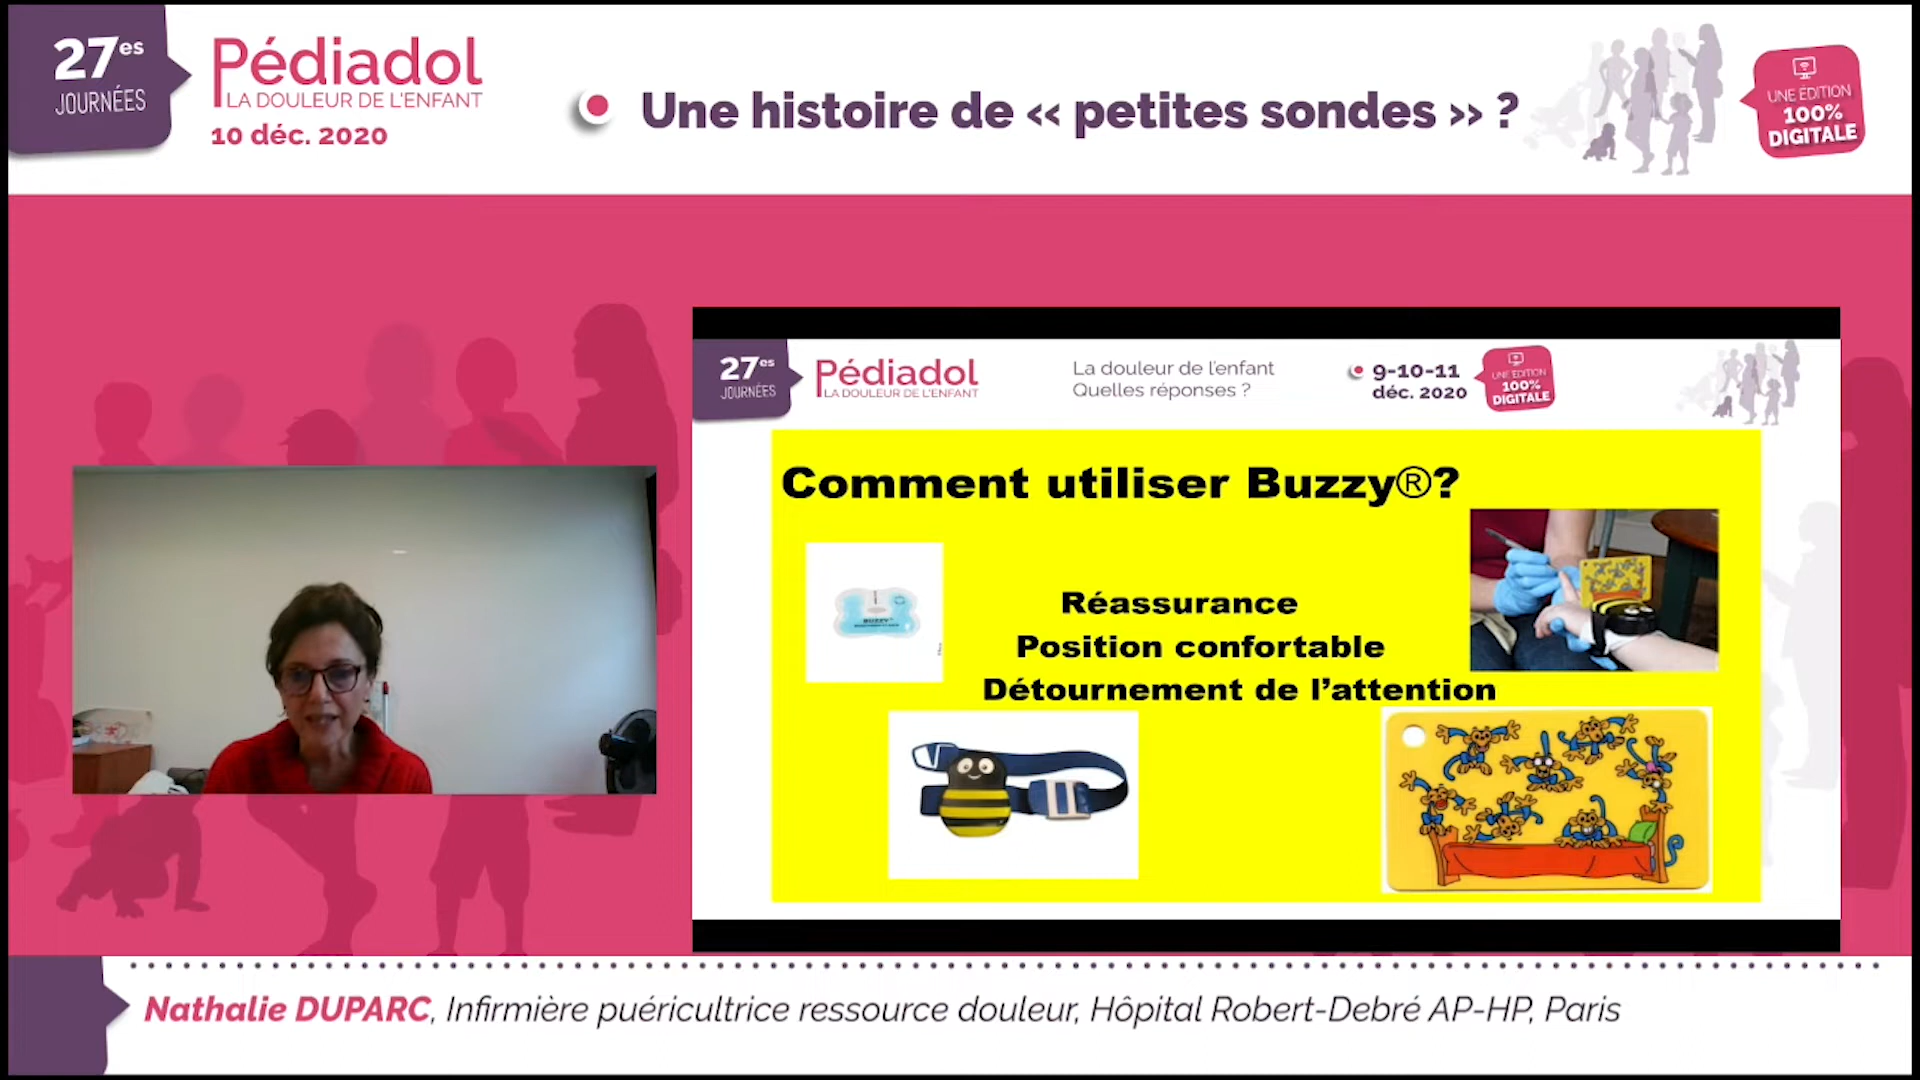 27es
JOURNÉES
Pédiadol
LA DOULEUR DE L'ENFANT
10 déc. 2020
Une histoire de « petites sondes » ?
UNE ÉDITION
100%
DIGITALE
27es
JOURNÉES
Pédiadol
LA DOULEUR DE L'ENFANT
La douleur de l'enfant
Quelles réponses ?
9-10-11
déc. 2020
UNE ÉDITION
100%
DIGITALE
Comment utiliser Buzzy®?
BUZZY
Réassurance
Position confortable
Détournement de l'attention
Nathalie DUPARC, Infirmière puéricultrice ressource douleur, Hôpital Robert-Debré AP-HP, Paris